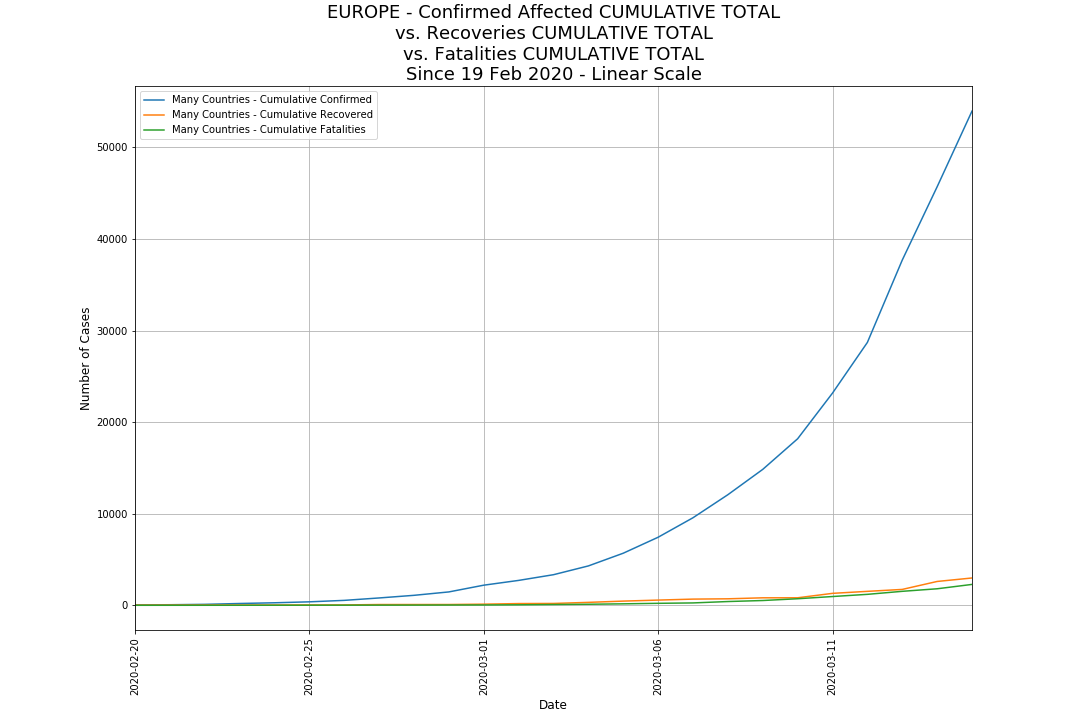 EUROPE - Confirmed Affected CUMULATIVE TOTAL
vs. Recoveries CUMULATIVE TOTAL
vs. Fatalities CUMULATIVE TOTAL
Since 19 Feb 2020 - Linear Scale
Many Countries - Cumulative Confirmed
Many Countries - Cumulative Recovered
Many Countries - Cumulative Fatalities
Number of Cases
50000
40000
30000
20000
10000
0
2020-02-20
2020-02-25
2020-03-01
2020-03-06
2020-03-11
Date